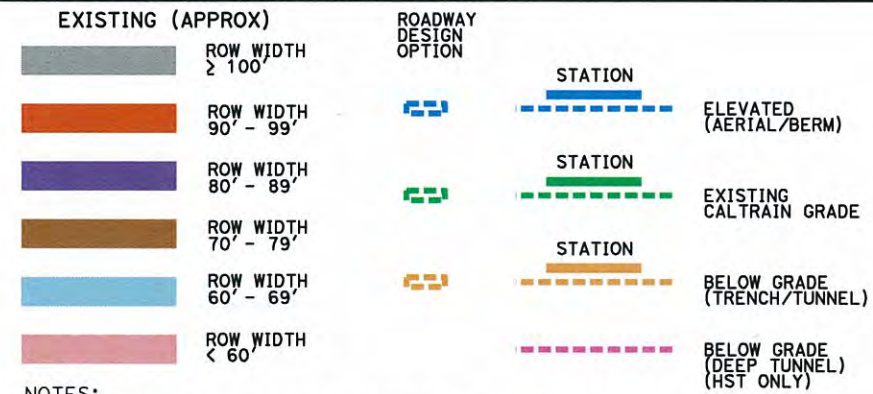 EXISTING (APPROX)
ROW WIDTH
≥ 100'
ROW WIDTH
90' - 99'
ROW WIDTH
80' - 89'
ROW WIDTH
70' - 79'
ROW WIDTH
60' - 69'
ROW WIDTH
< 60'
NOTES:
ROADWAY
DESIGN
OPTION
STATION
ELEVATED
(AERIAL/BERM)
STATION
EXISTING
CALTRAIN GRADE
STATION
BELOW GRADE
(TRENCH/TUNNEL)
BELOW GRADE
(DEEP TUNNEL)
(HST ONLY)